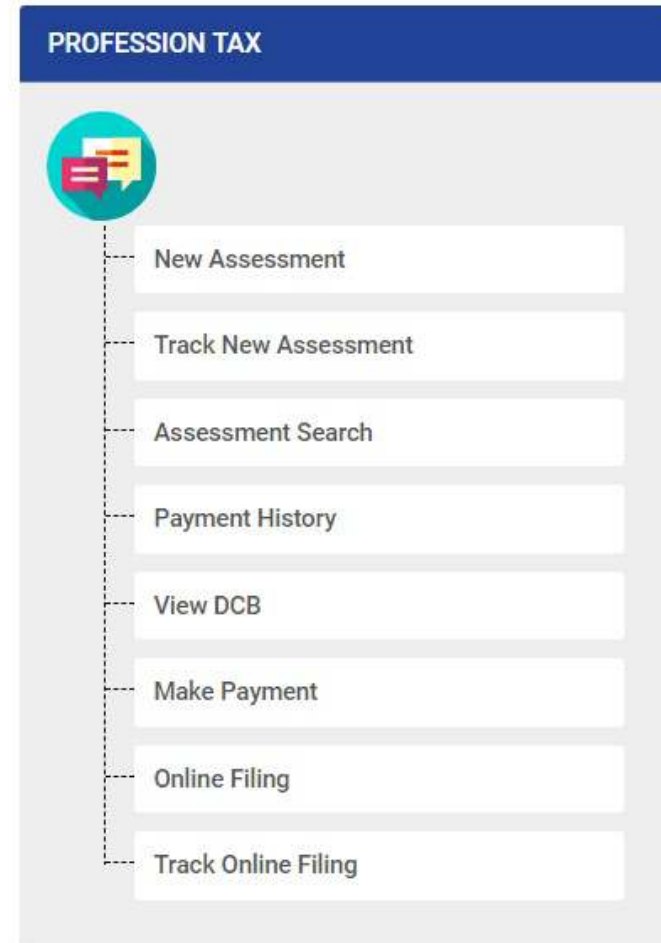 PROFESSION TAX
New Assessment
Track New Assessment
Assessment Search
Payment History
View DCB
Make Payment
Online Filing
Track Online Filing